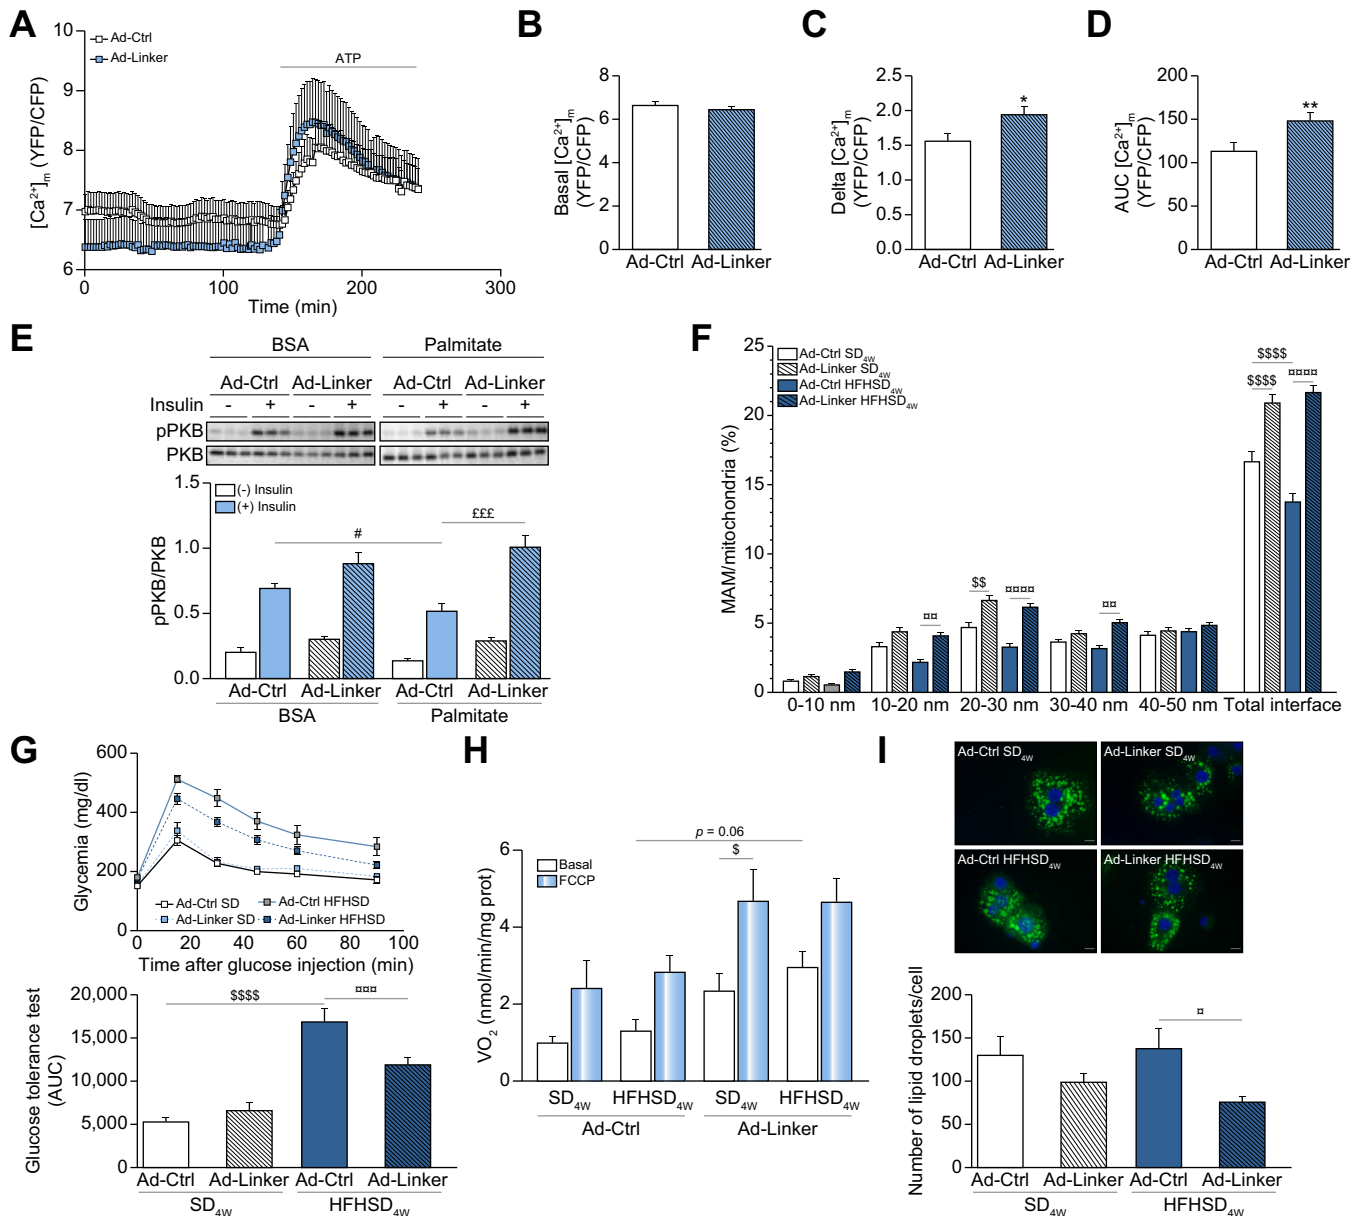 A
[Ca²⁺]ₘ (YFP/CFP)
10
9
8
7
6
Ad-Ctrl
Ad-Linker
ATP
0
100
200
300
Time (min)
B
Basal [Ca²⁺]ₘ
(YFP/CFP)
8
6
4
2
0
Ad-Ctrl Ad-Linker
C
Delta [Ca²⁺]ₘ
(YFP/CFP)
2.5
2.0
1.5
1.0
0.5
0.0
*
Ad-Ctrl Ad-Linker
D
AUC [Ca²⁺]ₘ
(YFP/CFP)
200
150
100
50
0
**
Ad-Ctrl Ad-Linker
E
BSA Palmitate
Ad-Ctrl Ad-Linker Ad-Ctrl Ad-Linker
Insulin - + - + - + - +
pPKB
PKB
pPKB/PKB
1.5
1.0
0.5
0.0
(-) Insulin
(+) Insulin
#
£££
Ad-Ctrl Ad-Linker Ad-Ctrl Ad-Linker
BSA Palmitate
F
MAM/mitochondria (%)
25
20
15
10
5
0
Ad-Ctrl SD4W
Ad-Linker SD4W
Ad-Ctrl HFHSD4W
Ad-Linker HFHSD4W
¤¤
$$
¤¤¤¤
¤¤
$$$$
$$$$
¤¤¤¤
0-10 nm 10-20 nm 20-30 nm 30-40 nm 40-50 nm Total interface
G
Glycemia (mg/dl)
600
400
200
0
Ad-Ctrl SD Ad-Ctrl HFHSD
Ad-Linker SD Ad-Linker HFHSD
0 20 40 60 80 100
Time after glucose injection (min)
Glucose tolerance test
(AUC)
20,000
15,000
10,000
5,000
0
$$$$
¤¤¤
Ad-Ctrl Ad-Linker Ad-Ctrl Ad-Linker
SD4W HFHSD4W
H
VO2 (nmol/min/mg prot)
6
4
2
0
Basal
FCCP
p = 0.06
$
SD4W HFHSD4W SD4W HFHSD4W
Ad-Ctrl Ad-Linker
I
Ad-Ctrl SD4W
Ad-Linker SD4W
Ad-Ctrl HFHSD4W
Ad-Linker HFHSD4W
Number of lipid droplets/cell
200
150
100
50
0
¤
Ad-Ctrl Ad-Linker Ad-Ctrl Ad-Linker
SD4W HFHSD4W